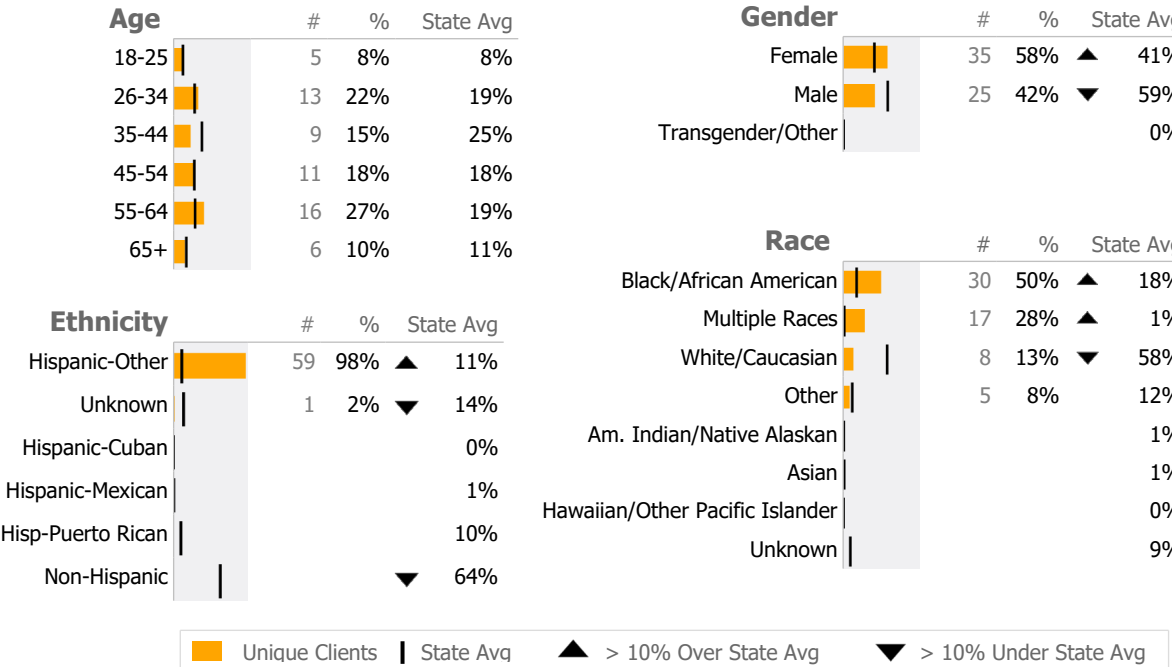 Age # % State Avg
18-25 5 8% 8%
26-34 13 22% 19%
35-44 9 15% 25%
45-54 11 18% 18%
55-64 16 27% 19%
65+ 6 10% 11%
Ethnicity # % State Avg
Hispanic-Other 59 98% ▲ 11%
Unknown 1 2% ▼ 14%
Hispanic-Cuban 0%
Hispanic-Mexican 1%
Hisp-Puerto Rican 10%
Non-Hispanic ▼ 64%
Gender # % State Avg
Female 35 58% ▲ 41%
Male 25 42% ▼ 59%
Transgender/Other 0%
Race # % State Avg
Black/African American 30 50% ▲ 18%
Multiple Races 17 28% ▲ 1%
White/Caucasian 8 13% ▼ 58%
Other 5 8% 12%
Am. Indian/Native Alaskan 1%
Asian 1%
Hawaiian/Other Pacific Islander 0%
Unknown 9%
Unique Clients | State Avg ▲ > 10% Over State Avg ▼ > 10% Under State Avg